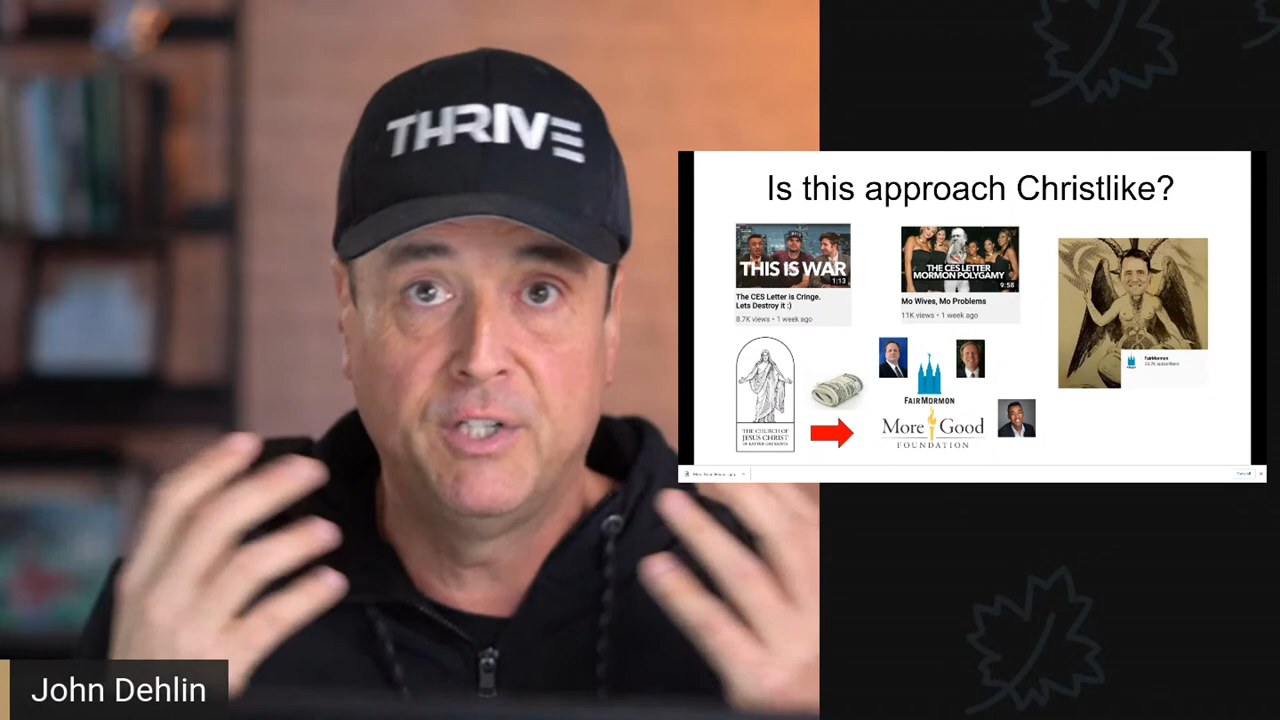 THRIVE
Is this approach Christlike?
THIS IS WAR
1:13
The CES Letter is Cringe.
Lets Destroy it :)
8.7K views • 1 week ago
THE CES LETTER
MORMON POLYGAMY
9:58
Mo Wives, Mo Problems
11K views • 1 week ago
FairMormon
THE CHURCH OF
JESUS CHRIST
OF LATTER-DAY SAINTS
FAIRMORMON
More Good
FOUNDATION
John Dehlin